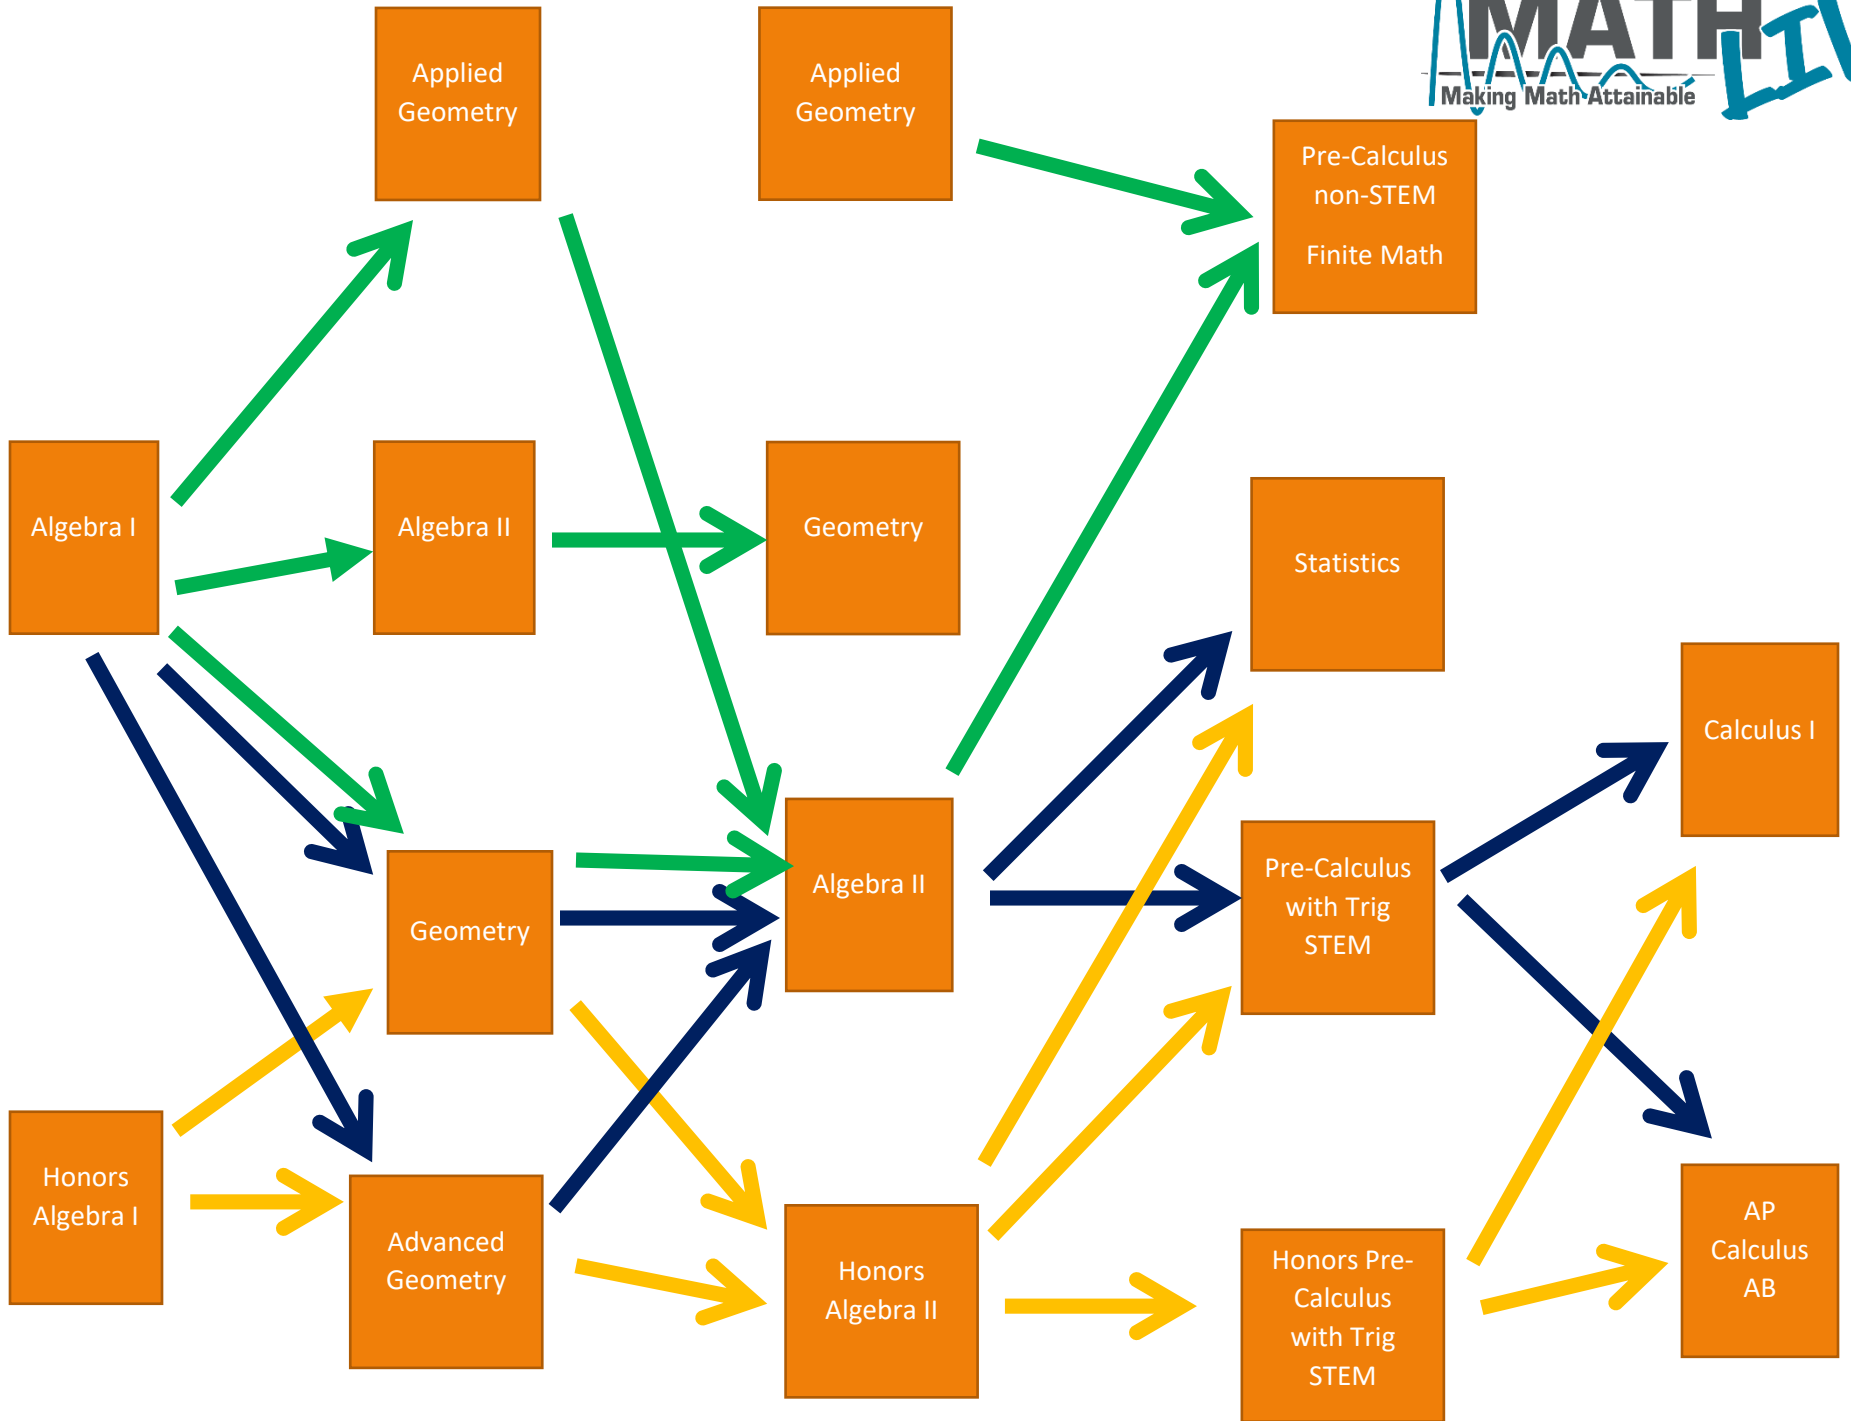 MATH
Making Math Attainable
Applied
Geometry
Applied
Geometry
Pre-Calculus
non-STEM
Finite Math
Algebra I
Algebra II
Geometry
Statistics
Calculus I
Geometry
Algebra II
Pre-Calculus
with Trig
STEM
Honors
Algebra I
Advanced
Geometry
Honors
Algebra II
Honors Pre-
Calculus
with Trig
STEM
AP
Calculus
AB